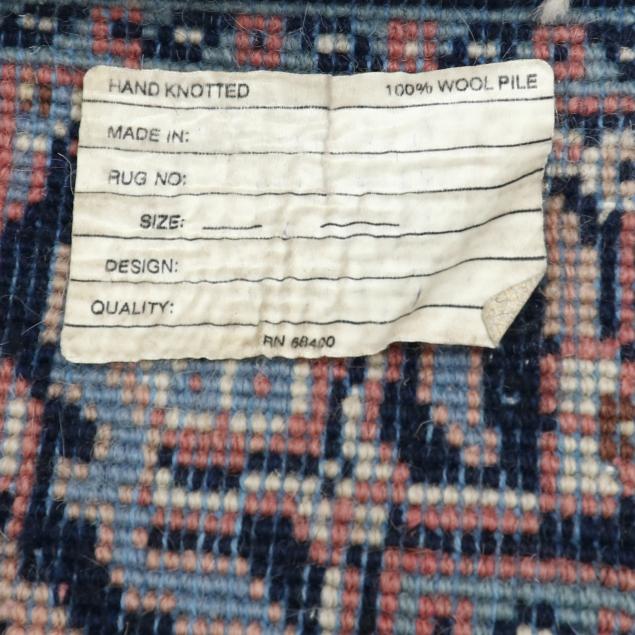 HAND KNOTTED 100% WOOL PILE
MADE IN:
RUG NO:
SIZE:
DESIGN:
QUALITY:
RN 68400